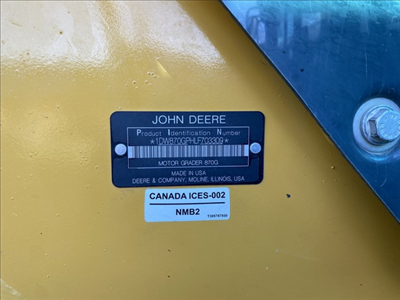 JOHN DEERE
Product Identification Number
*1DW870GPHLF703309*
MOTOR GRADER 870G
MADE IN USA
DEERE & COMPANY, MOLINE, ILLINOIS, USA
CANADA ICES-002
NMB2